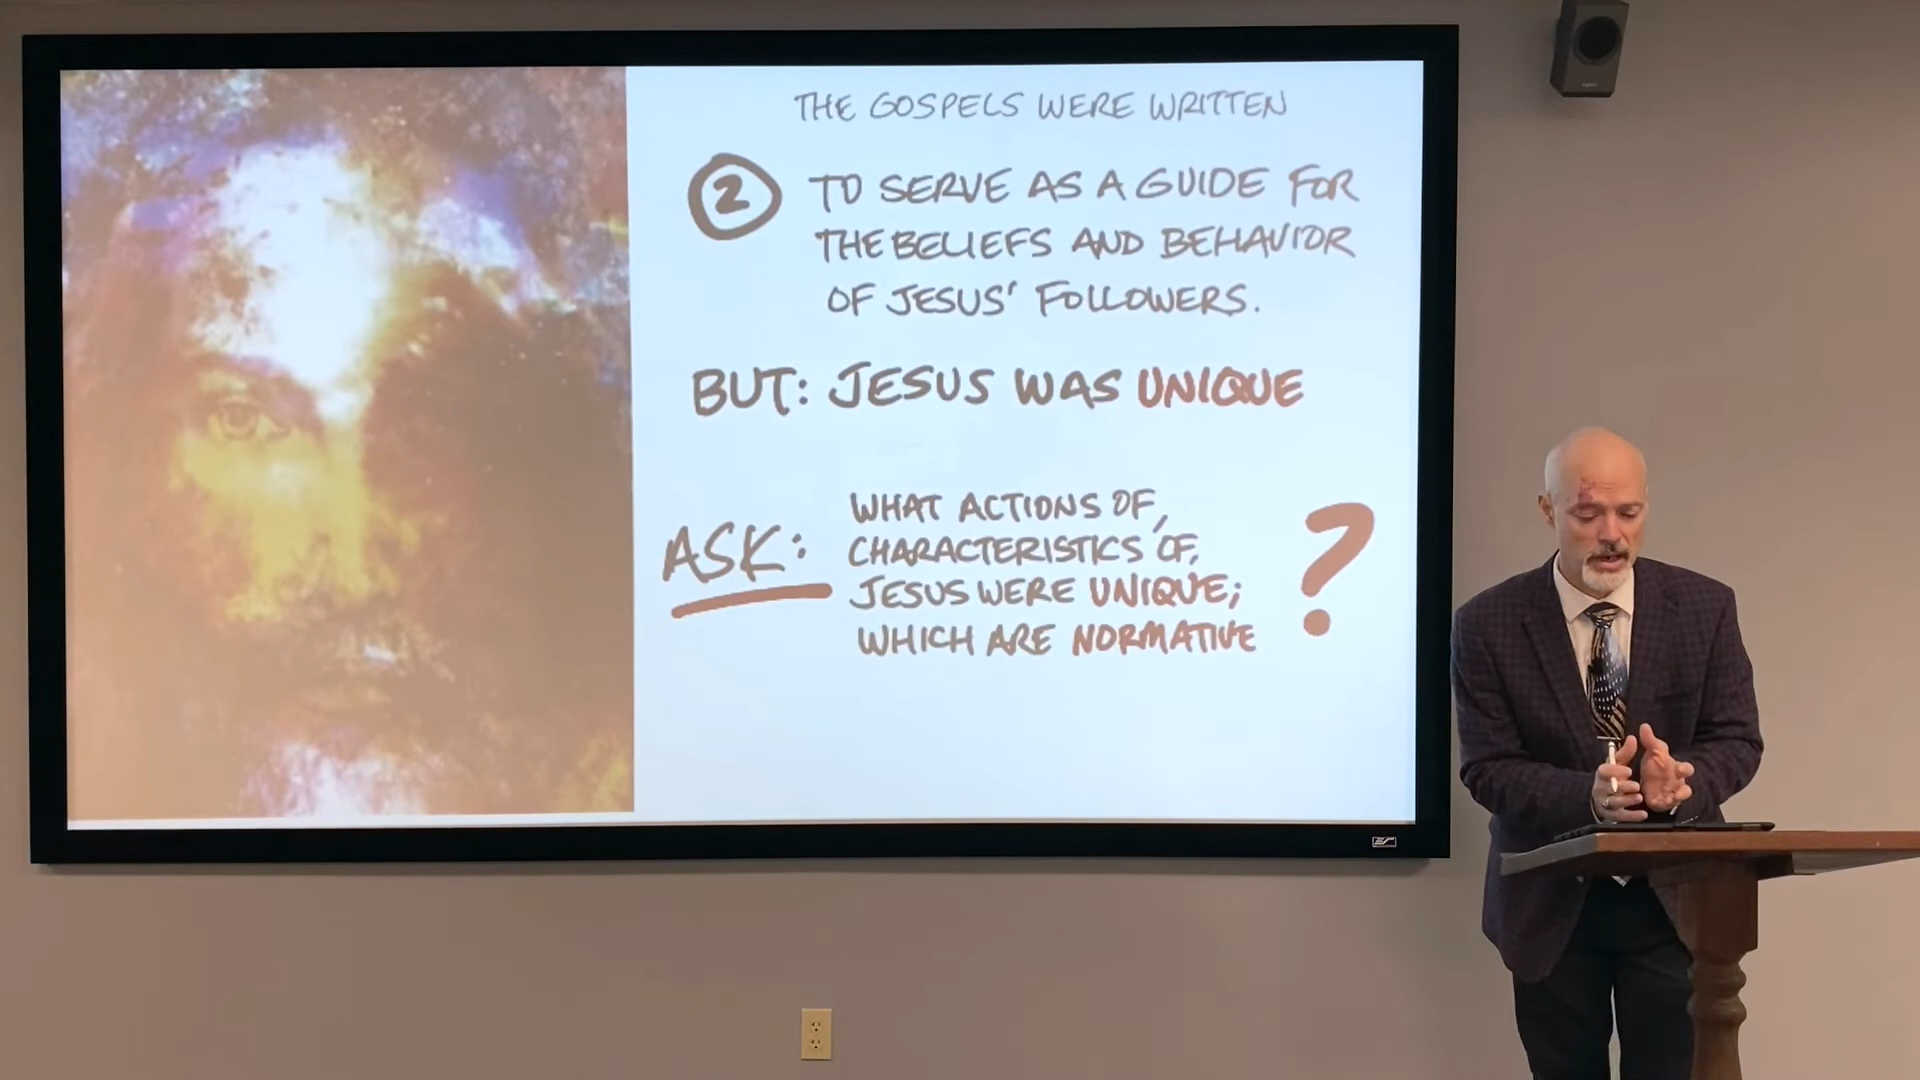 THE GOSPELS WERE WRITTEN
2 TO SERVE AS A GUIDE FOR
THE BELIEFS AND BEHAVIOR
OF JESUS' FOLLOWERS.
BUT: JESUS WAS UNIQUE
ASK: WHAT ACTIONS OF,
CHARACTERISTICS OF,
JESUS WERE UNIQUE;
WHICH ARE NORMATIVE
?